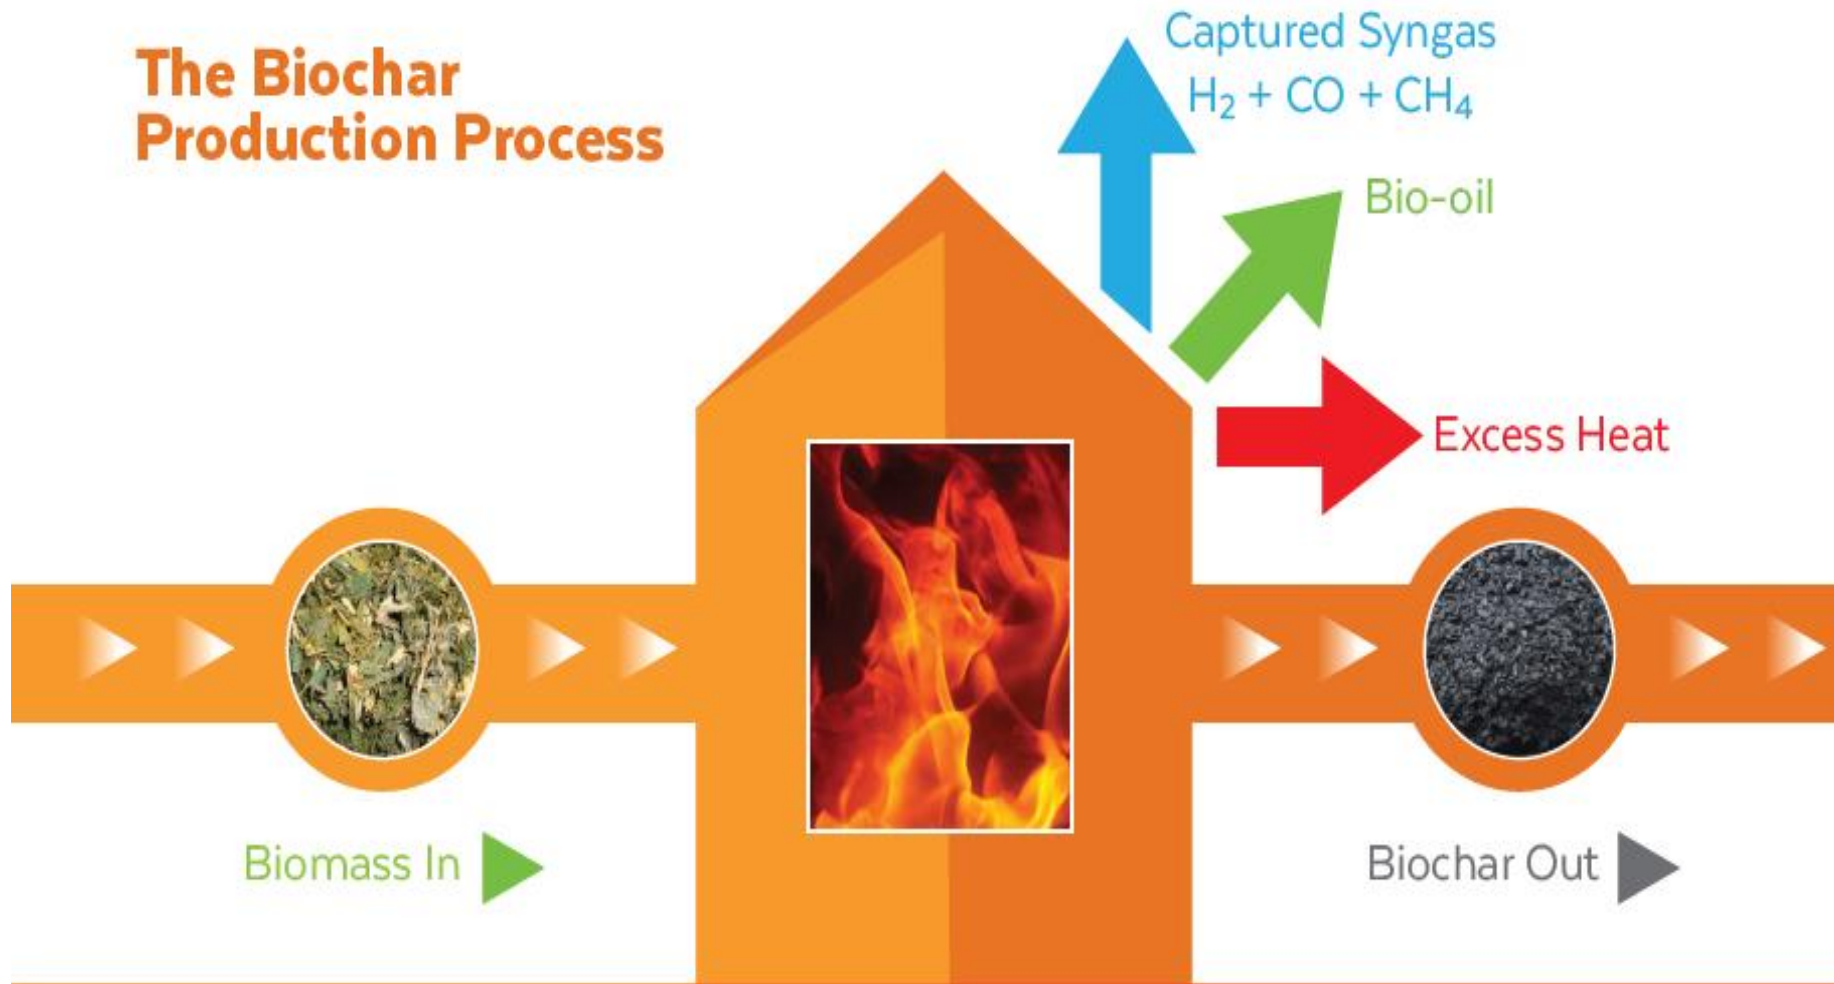 The Biochar
Production Process
Captured Syngas
H₂ + CO + CH₄
Bio-oil
Excess Heat
Biomass In
Biochar Out